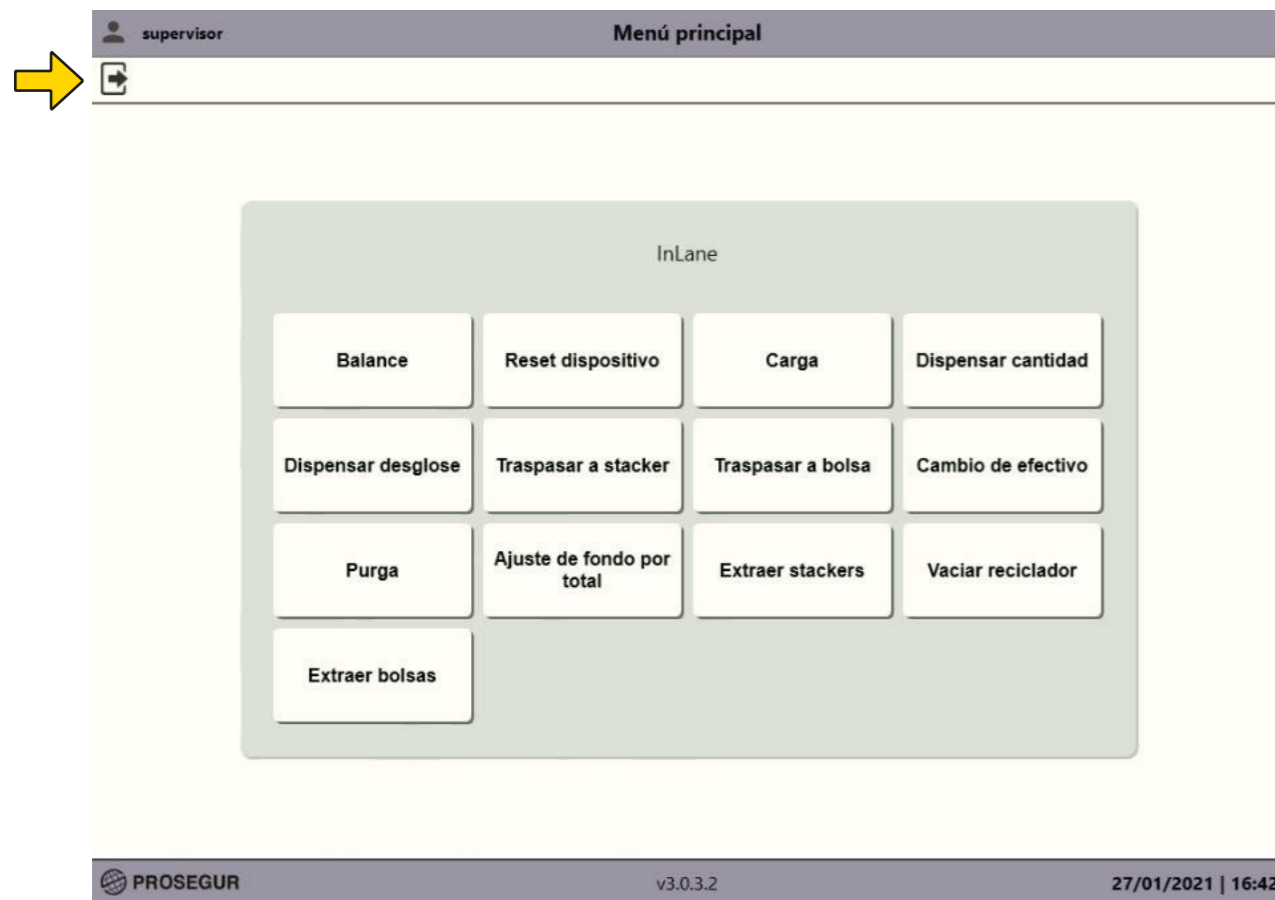 supervisor
Menú principal
InLane
Balance
Reset dispositivo
Carga
Dispensar cantidad
Dispensar desglose
Traspasar a stacker
Traspasar a bolsa
Cambio de efectivo
Purga
Ajuste de fondo por
total
Extraer stackers
Vaciar reciclador
Extraer bolsas
PROSEGUR
v3.0.3.2
27/01/2021 | 16:42